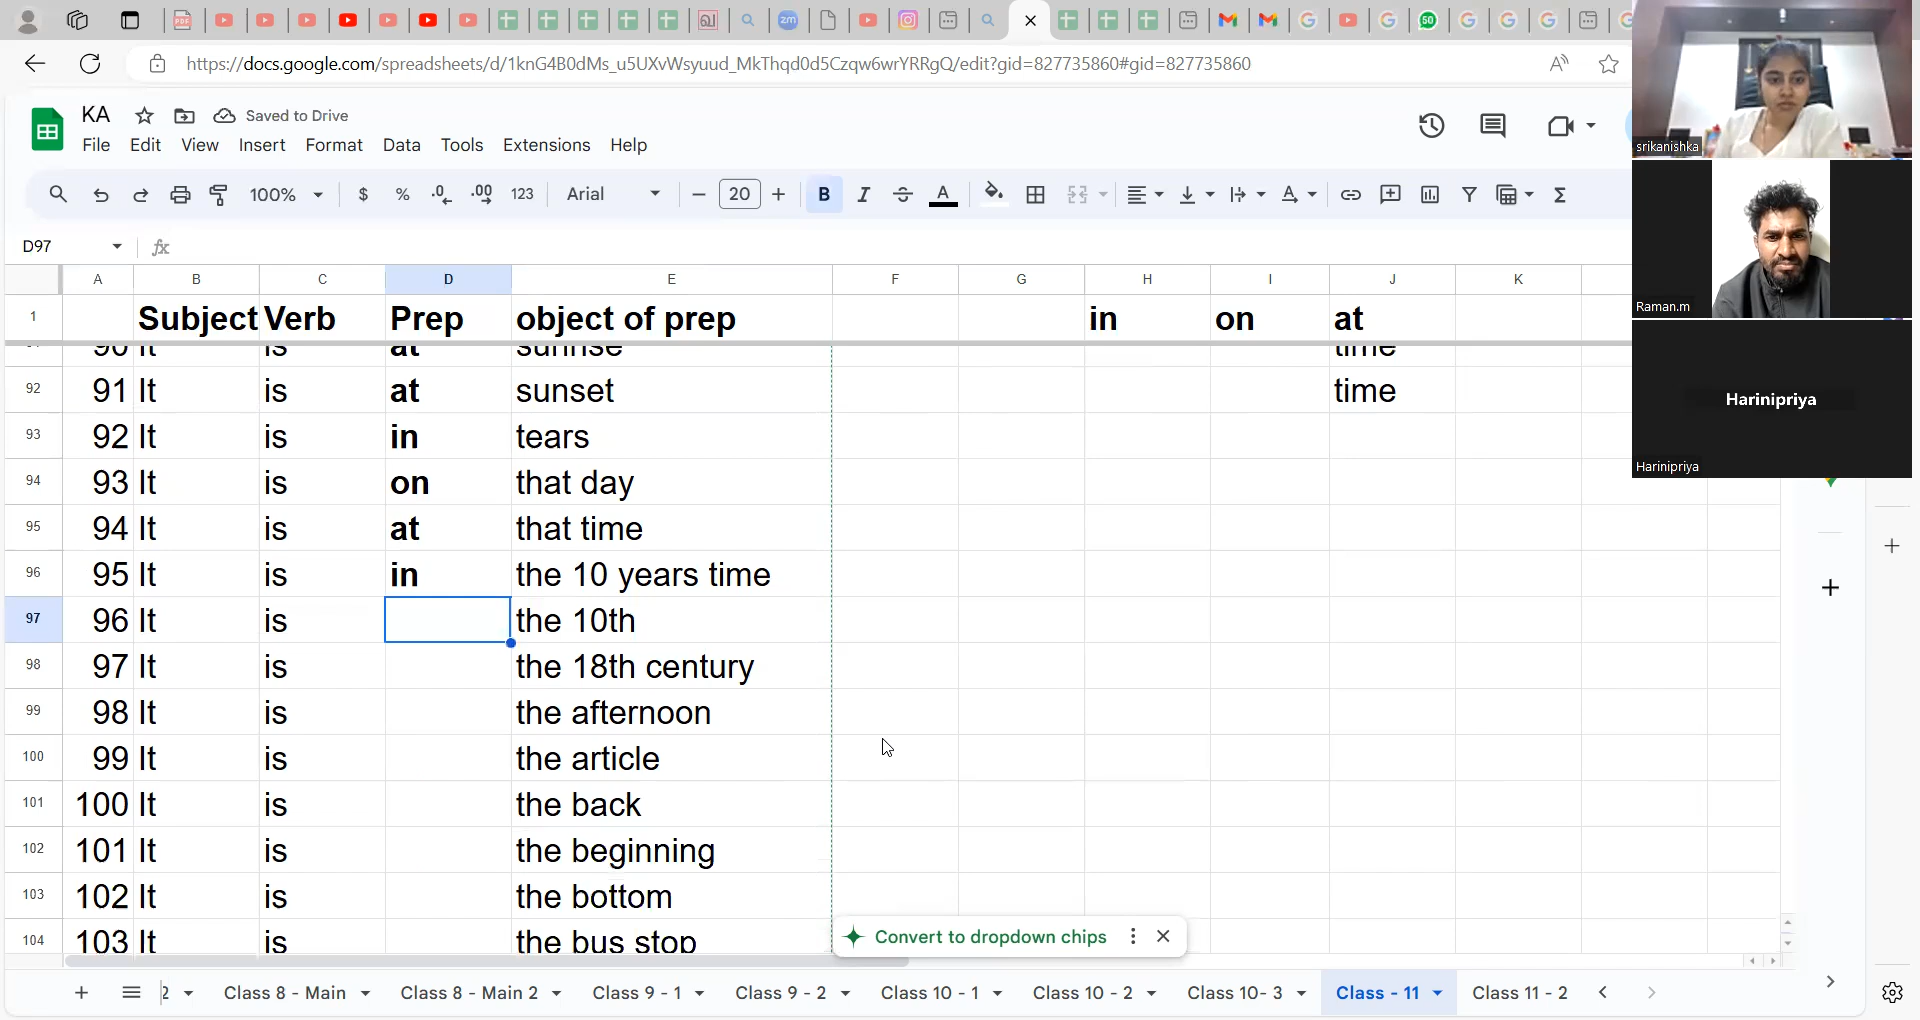 https://docs.google.com/spreadsheets/d/1knG4B0dMs_u5UXvWsyuud_MkThqd0d5Czqw6wrYRRgQ/edit?gid=827735860#gid=827735860
KA Saved to Drive
File Edit View Insert Format Data Tools Extensions Help
100% $ % .0 .00 123 Arial 20 B I S A
D97 fx
A B C D E F G H I J K
1 Subject Verb Prep object of prep in on at
90 It is at sunrise time
92 91 It is at sunset time
93 92 It is in tears
94 93 It is on that day
95 94 It is at that time
96 95 It is in the 10 years time
97 96 It is the 10th
98 97 It is the 18th century
99 98 It is the afternoon
100 99 It is the article
101 100 It is the back
102 101 It is the beginning
103 102 It is the bottom
104 103 It is the bus stop
Convert to dropdown chips
2 Class 8 - Main Class 8 - Main 2 Class 9 - 1 Class 9 - 2 Class 10 - 1 Class 10 - 2 Class 10- 3 Class - 11 Class 11 - 2
srikanishka
Raman.m
Harinipriya
Harinipriya